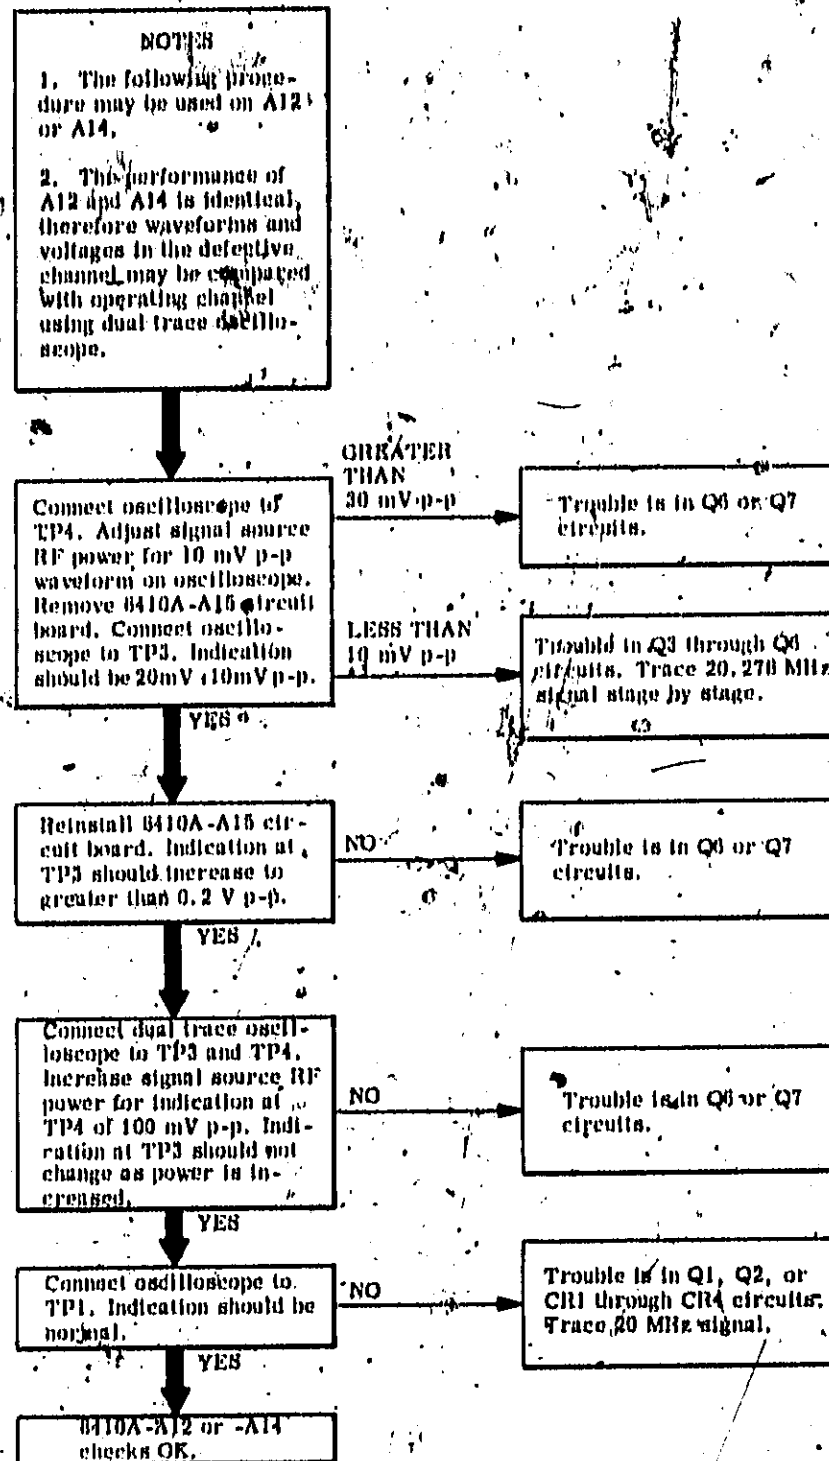 NOTES
1. The following proce-
dure may be used on A12
or A14.
2. The performance of
A12 and A14 is identical,
therefore waveforms and
voltages in the defective
channel may be compared
with operating channel
using dual trace oscillo-
scope.
Connect oscilloscope to
TP4. Adjust signal source
RF power for 10 mV p-p
waveform on oscilloscope.
Remove 8410A-A15 circuit
board. Connect oscillo-
scope to TP3. Indication
should be 20mV ±10mV p-p.
GREATER
THAN
30 mV p-p
Trouble is in Q6 or Q7
circuits.
LESS THAN
10 mV p-p
Trouble in Q3 through Q6
circuits. Trace 20.278 MHz
signal stage by stage.
YES
Reinstall 8410A-A15 cir-
cuit board. Indication at
TP3 should increase to
greater than 0.2 V p-p.
NO
Trouble is in Q6 or Q7
circuits.
YES
Connect dual trace oscil-
loscope to TP3 and TP4.
Increase signal source RF
power for indication at
TP4 of 100 mV p-p. Indi-
cation at TP3 should not
change as power is in-
creased.
NO
Trouble is in Q6 or Q7
circuits.
YES
Connect oscilloscope to
TP1. Indication should be
normal.
NO
Trouble is in Q1, Q2, or
CR1 through CR4 circuits.
Trace 20 MHz signal.
YES
8410A-A12 or -A14
checks OK.